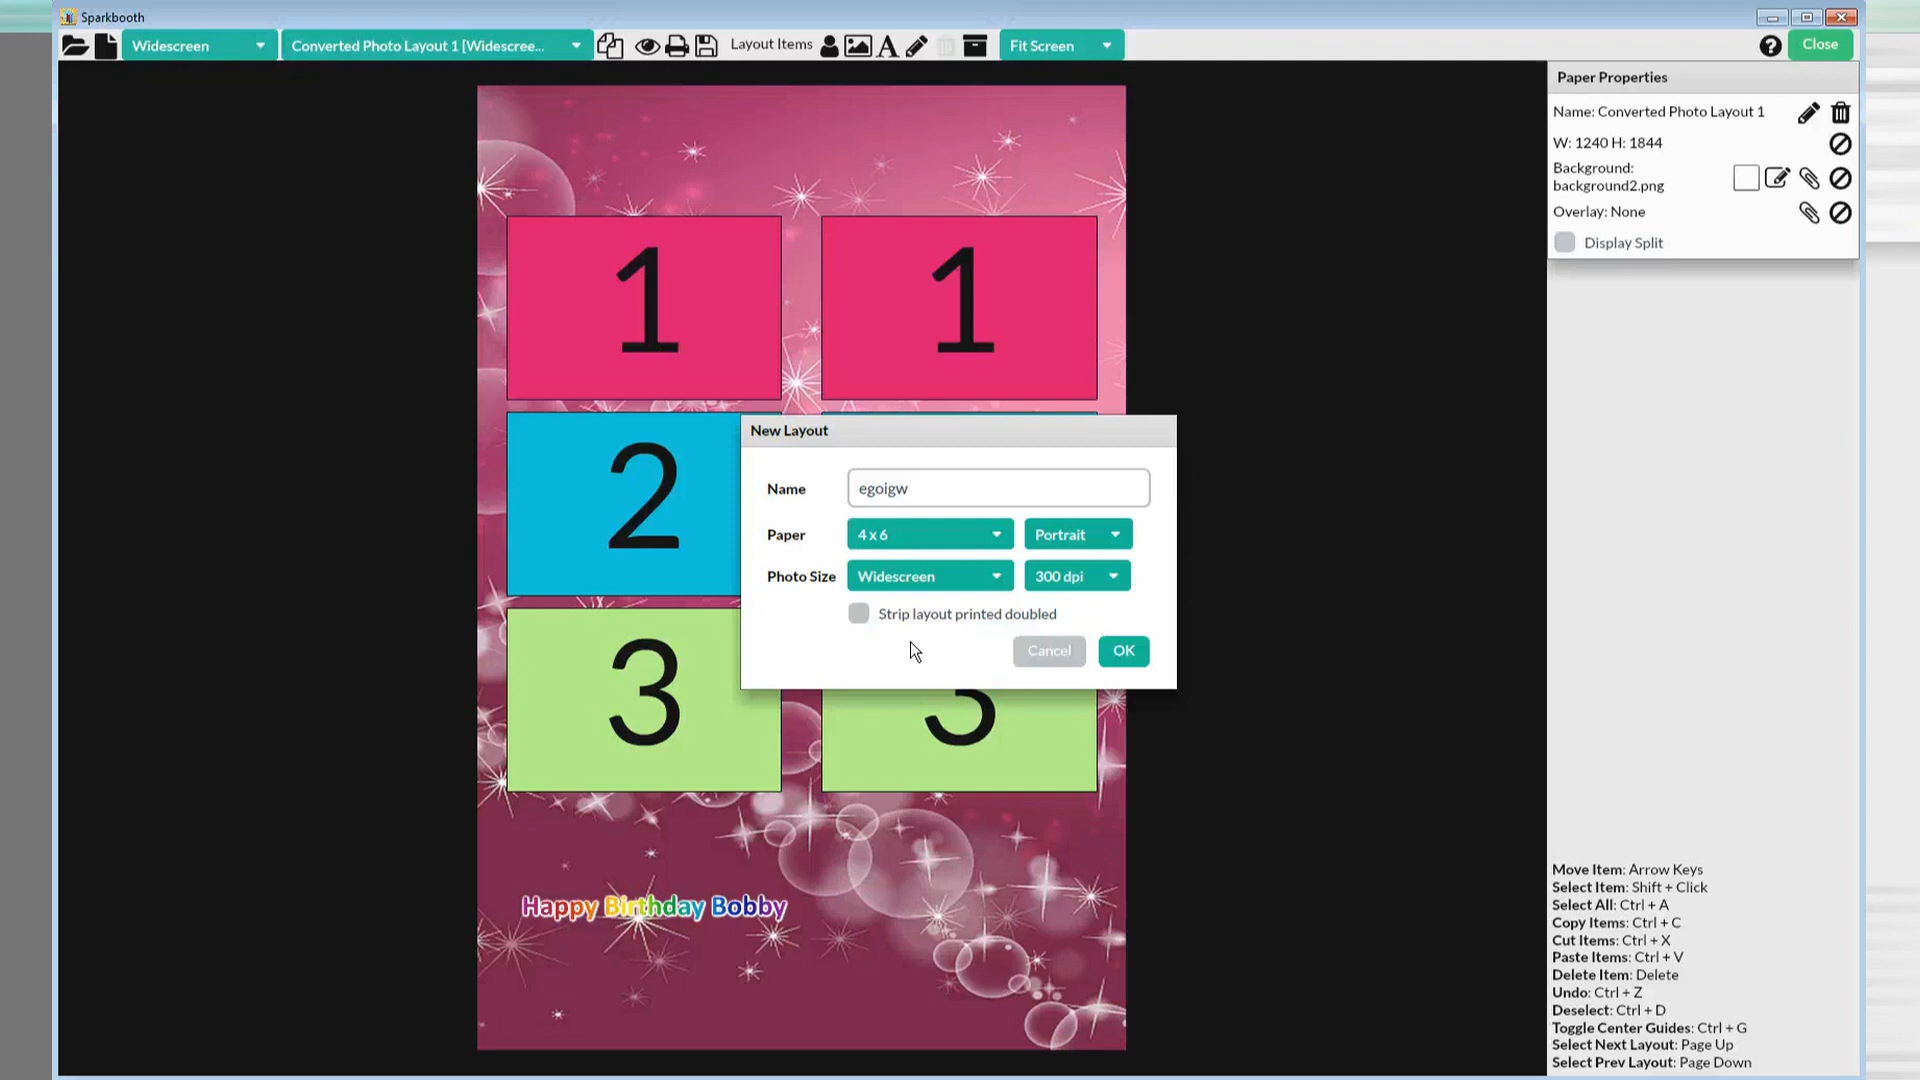 Sparkbooth
Widescreen
Converted Photo Layout 1 [Widescree...
Layout Items
Fit Screen
Close
Paper Properties
Name: Converted Photo Layout 1
W: 1240 H: 1844
Background:
background2.png
Overlay: None
Display Split
1
1
2
3
3
New Layout
Name
egoigw
Paper
4 x 6
Portrait
Photo Size
Widescreen
300 dpi
Strip layout printed doubled
Cancel
OK
Happy Birthday Bobby
Move Item: Arrow Keys
Select Item: Shift + Click
Select All: Ctrl + A
Copy Items: Ctrl + C
Cut Items: Ctrl + X
Paste Items: Ctrl + V
Delete Item: Delete
Undo: Ctrl + Z
Deselect: Ctrl + D
Toggle Center Guides: Ctrl + G
Select Next Layout: Page Up
Select Prev Layout: Page Down